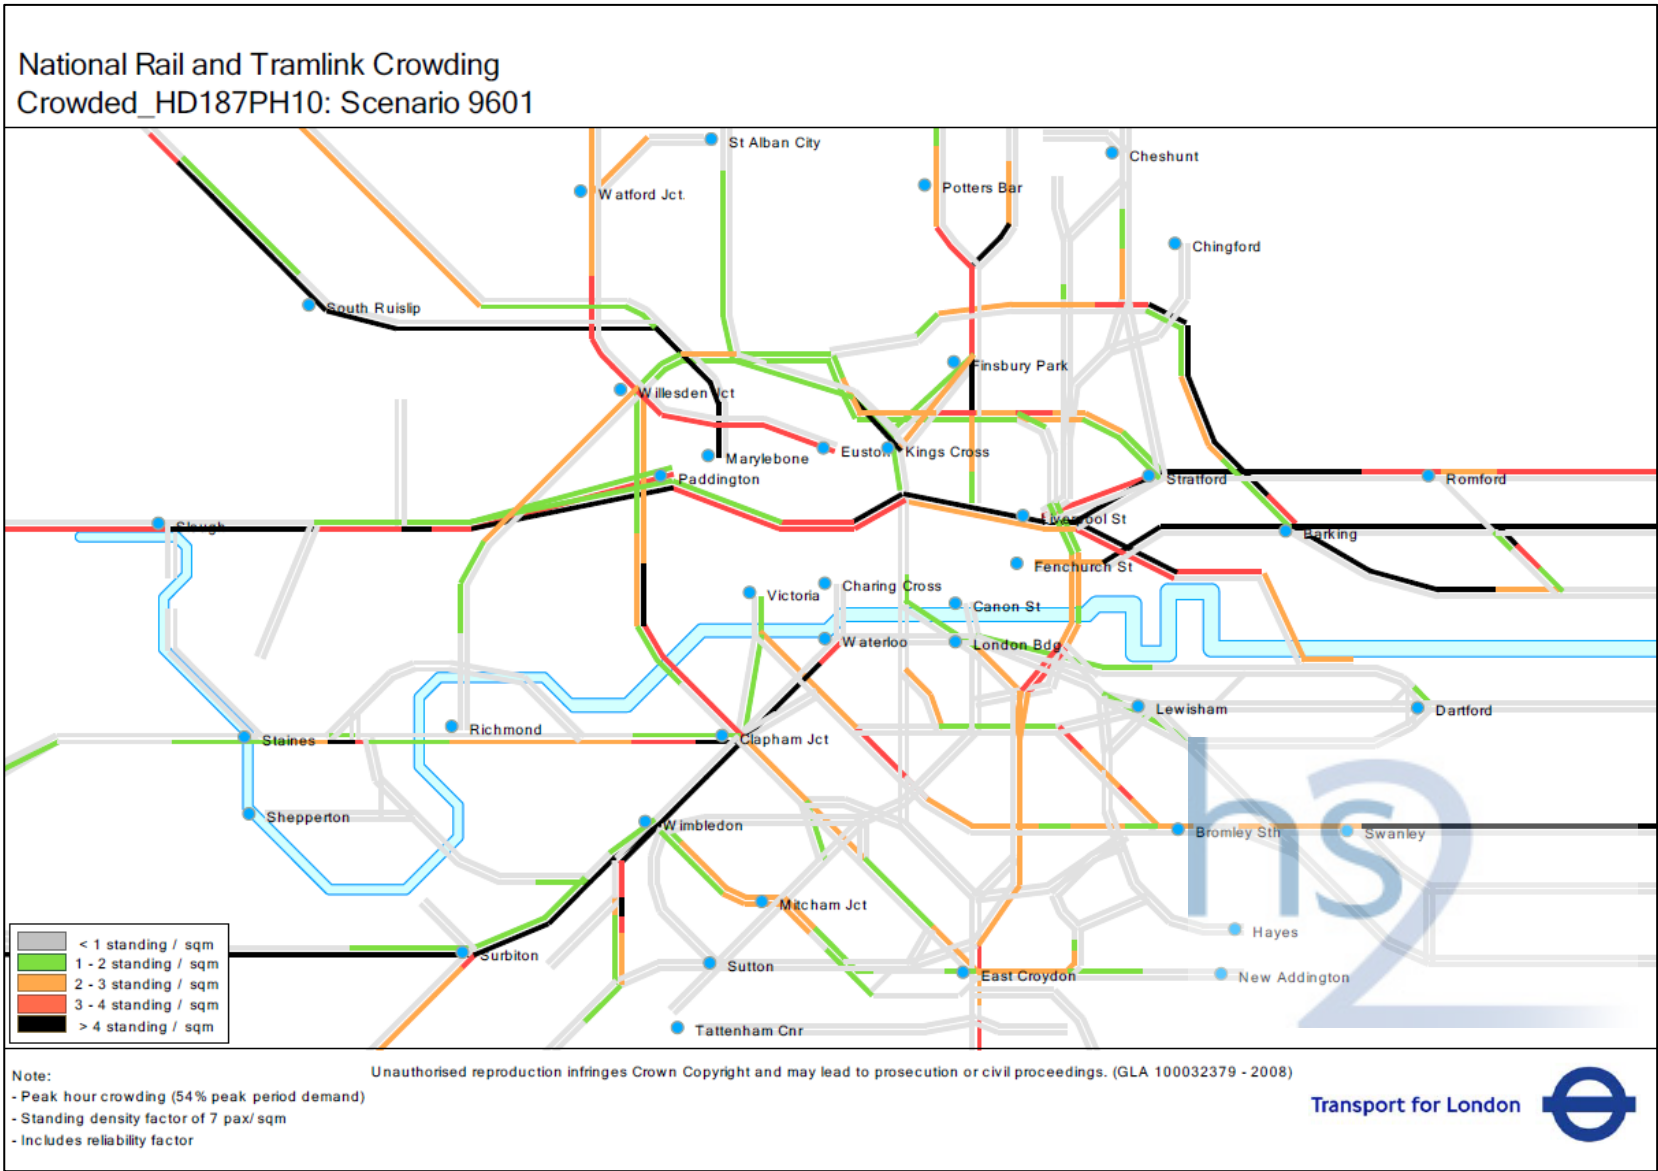 National Rail and Tramlink Crowding
Crowded_HD187PH10: Scenario 9601
St Alban City
Cheshunt
Watford Jct.
Potters Bar
Chingford
South Ruislip
Finsbury Park
Willesden Jct
Marylebone
Euston
Kings Cross
Paddington
Stratford
Romford
Slough
Liverpool St
Barking
Fenchurch St
Victoria
Charing Cross
Canon St
Waterloo
London Bdg
Richmond
Lewisham
Dartford
Staines
Clapham Jct
Shepperton
Wimbledon
Bromley Sth
Swanley
Mitcham Jct
Hayes
Surbiton
Sutton
East Croydon
New Addington
Tattenham Cnr
hs2
< 1 standing / sqm
1 - 2 standing / sqm
2 - 3 standing / sqm
3 - 4 standing / sqm
> 4 standing / sqm
Note:
- Peak hour crowding (54% peak period demand)
- Standing density factor of 7 pax/sqm
- Includes reliability factor
Unauthorised reproduction infringes Crown Copyright and may lead to prosecution or civil proceedings. (GLA 100032379 - 2008)
Transport for London